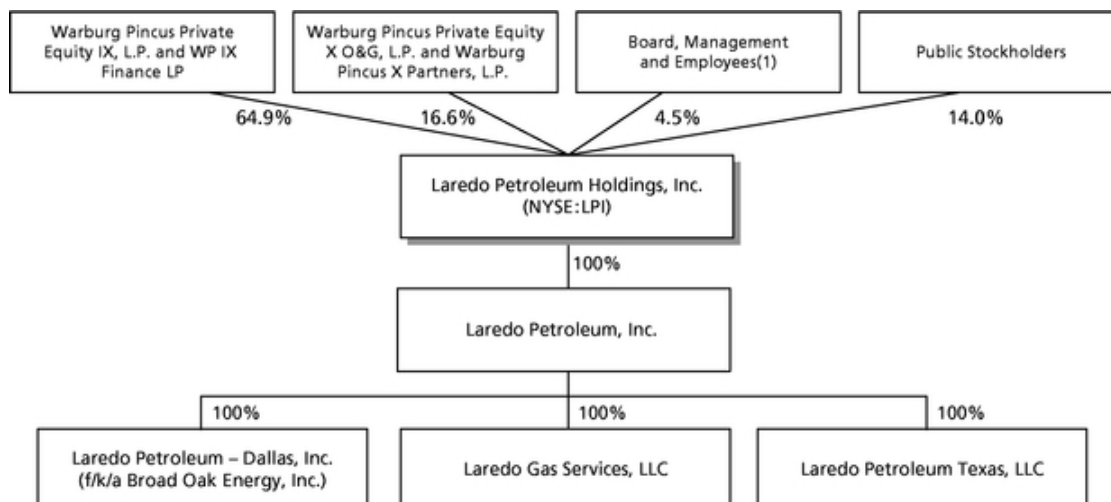 Warburg Pincus Private
Equity IX, L.P. and WP IX
Finance LP
Warburg Pincus Private Equity
X O&G, L.P. and Warburg
Pincus X Partners, L.P.
Board, Management
and Employees(1)
Public Stockholders
64.9%
16.6%
4.5%
14.0%
Laredo Petroleum Holdings, Inc.
(NYSE:LPI)
100%
Laredo Petroleum, Inc.
100%
100%
100%
Laredo Petroleum – Dallas, Inc.
(f/k/a Broad Oak Energy, Inc.)
Laredo Gas Services, LLC
Laredo Petroleum Texas, LLC